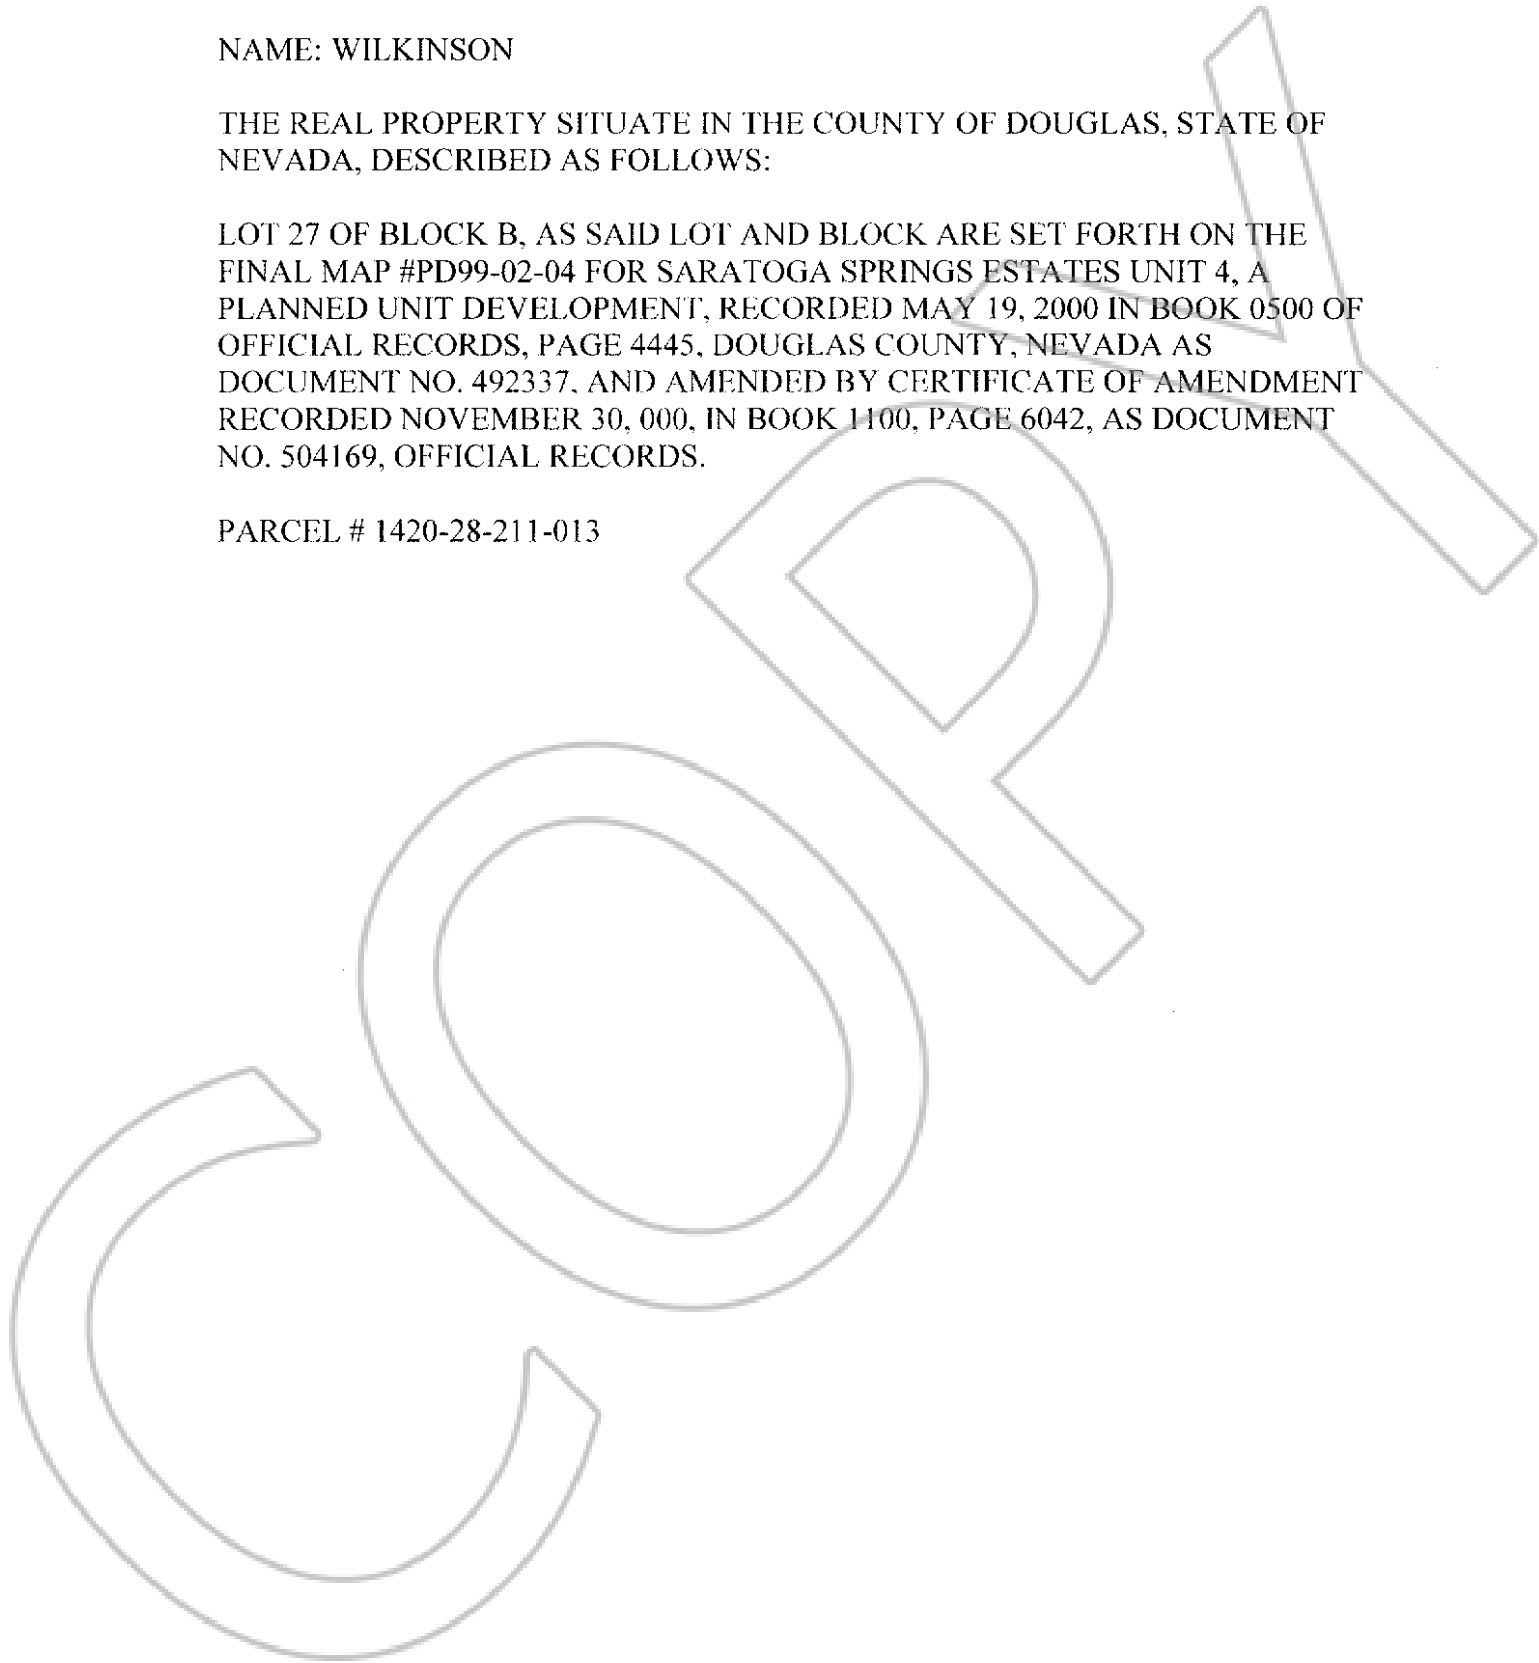 NAME: WILKINSON
THE REAL PROPERTY SITUATE IN THE COUNTY OF DOUGLAS, STATE OF
NEVADA, DESCRIBED AS FOLLOWS:
LOT 27 OF BLOCK B, AS SAID LOT AND BLOCK ARE SET FORTH ON THE
FINAL MAP #PD99-02-04 FOR SARATOGA SPRINGS ESTATES UNIT 4, A
PLANNED UNIT DEVELOPMENT, RECORDED MAY 19, 2000 IN BOOK 0500 OF
OFFICIAL RECORDS, PAGE 4445, DOUGLAS COUNTY, NEVADA AS
DOCUMENT NO. 492337, AND AMENDED BY CERTIFICATE OF AMENDMENT
RECORDED NOVEMBER 30, 000, IN BOOK 1100, PAGE 6042, AS DOCUMENT
NO. 504169, OFFICIAL RECORDS.
PARCEL # 1420-28-211-013
COPY